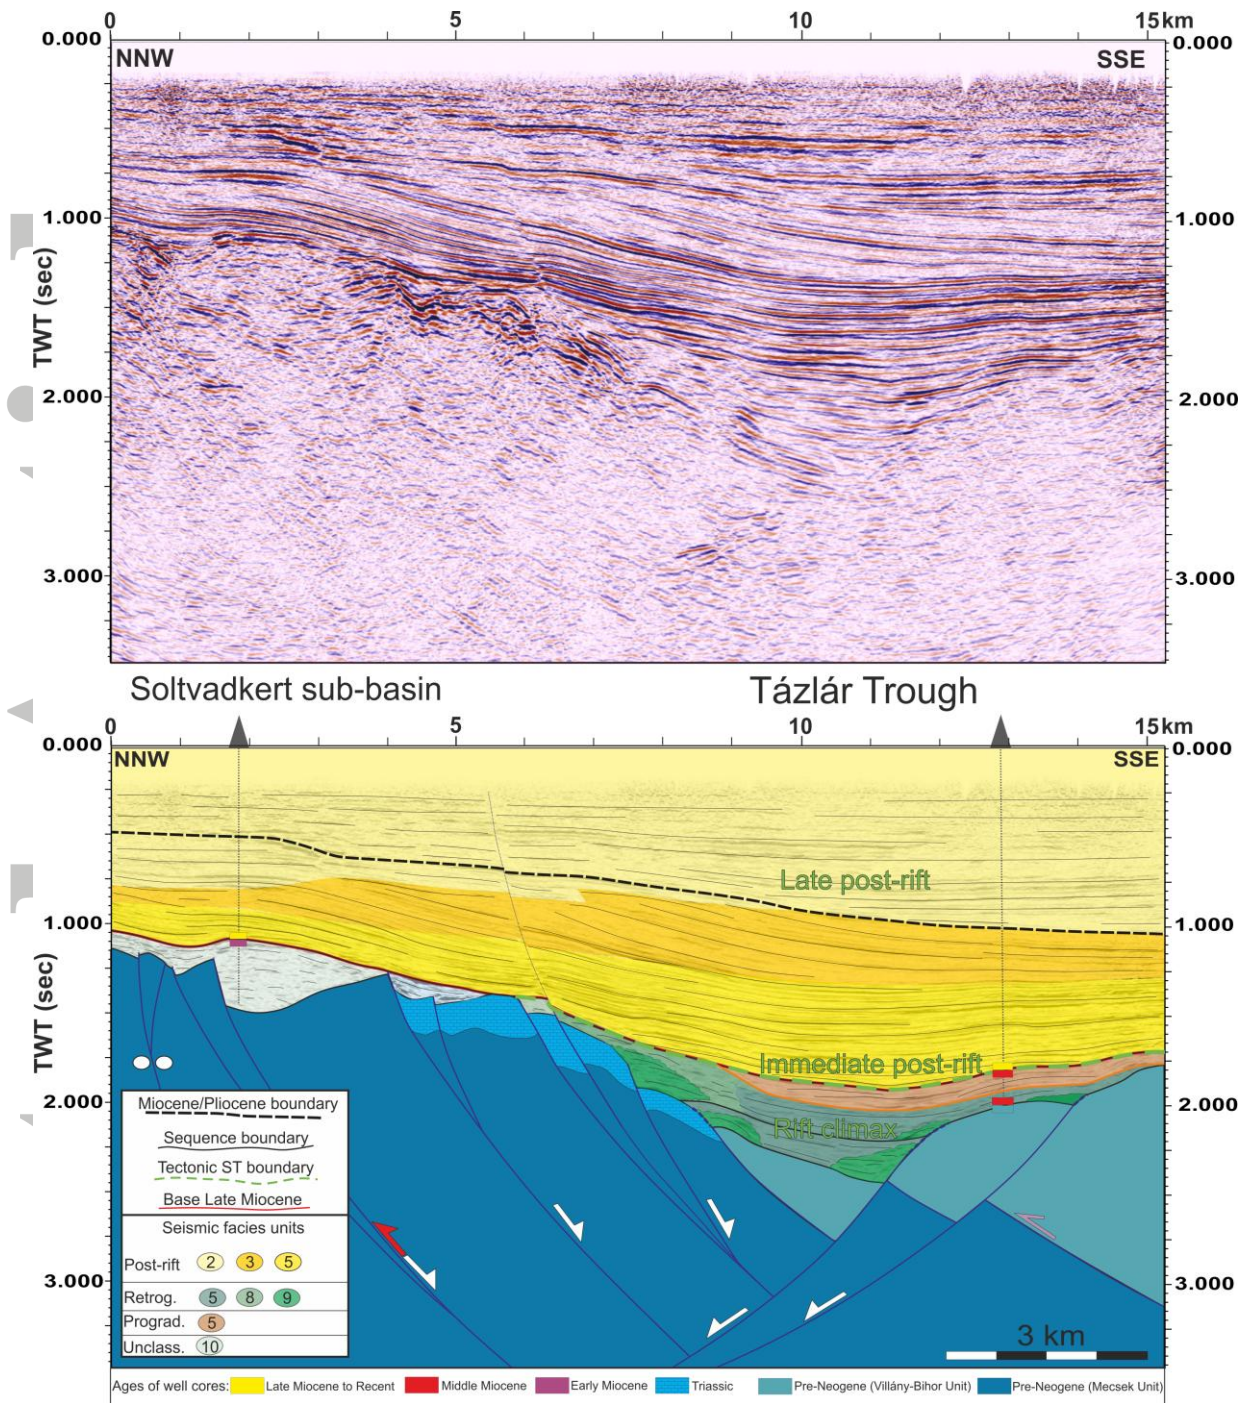 0 5 10 15km
0.000 0.000
NNW SSE
1.000 1.000
TWT (sec)
2.000 2.000
3.000 3.000
Soltvadkert sub-basin Tázlár Trough
0 5 10 15km
0.000 0.000
NNW SSE
Late post-rift
1.000 1.000
TWT (sec)
Immediate post-rift
2.000 2.000
Rift climax
3.000 3.000
Miocene/Pliocene boundary
Sequence boundary
Tectonic ST boundary
Base Late Miocene
Seismic facies units
Post-rift 2 3 5
Retrog. 5 8 9
Prograd. 5
Unclass. 10
3 km
Ages of well cores: Late Miocene to Recent Middle Miocene Early Miocene Triassic Pre-Neogene (Villány-Bihor Unit) Pre-Neogene (Mecsek Unit)